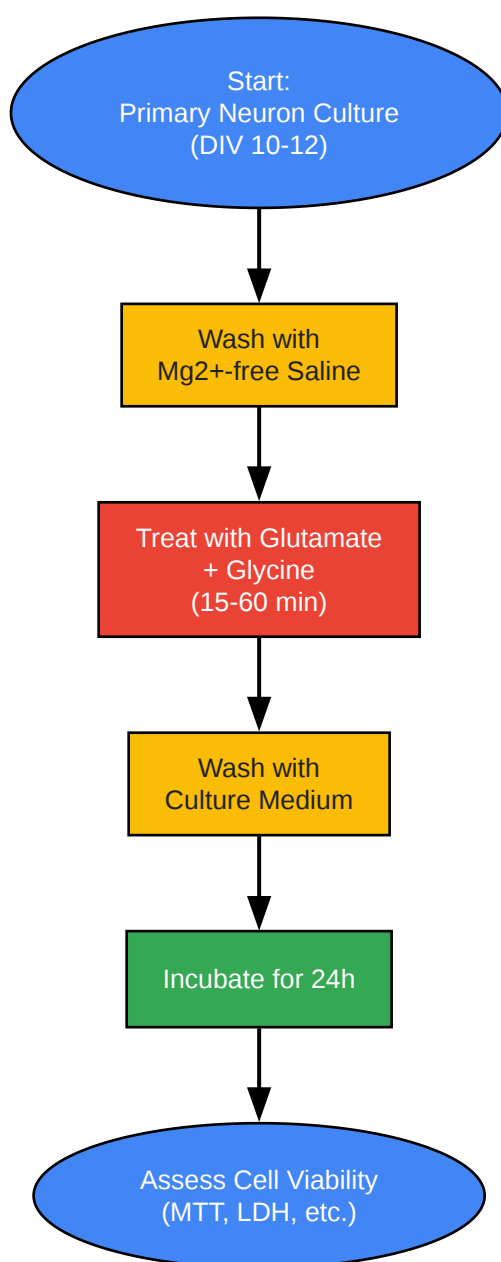 Start:
Primary Neuron Culture
(DIV 10-12)
Wash with
Mg2+-free Saline
Treat with Glutamate
+ Glycine
(15-60 min)
Wash with
Culture Medium
Incubate for 24h
Assess Cell Viability
(MTT, LDH, etc.)